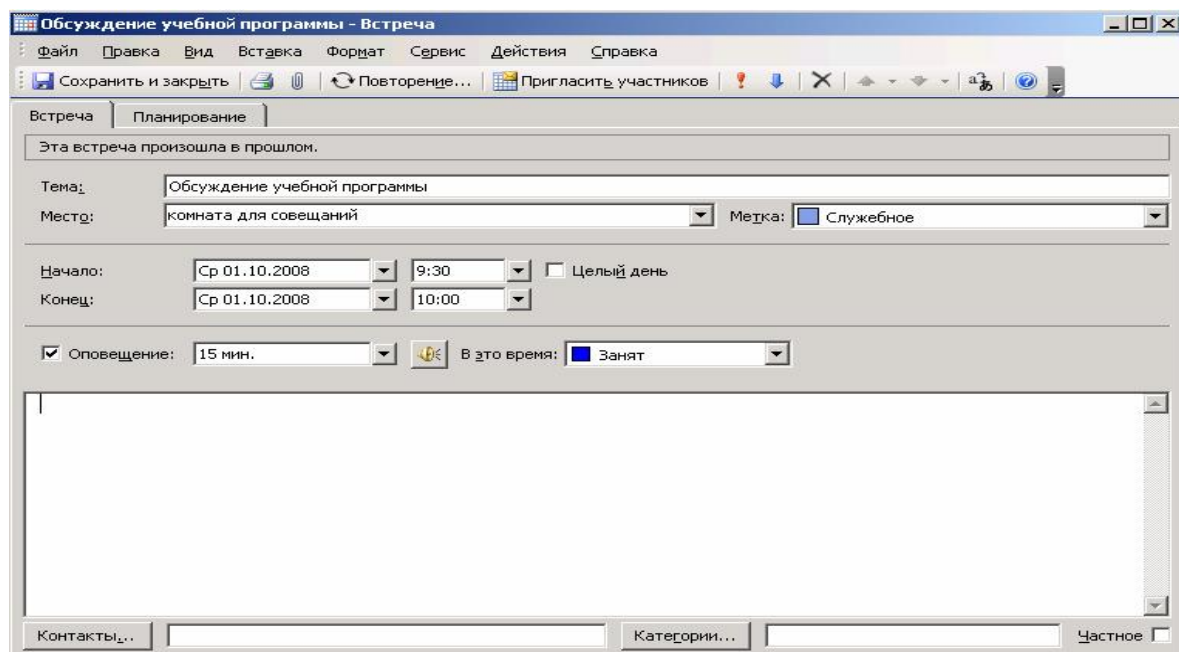 Обсуждение учебной программы - Встреча
Файл Правка Вид Вставка Формат Сервис Действия Справка
Сохранить и закрыть Повторение... Пригласить участников
Встреча Планирование
Эта встреча произошла в прошлом.
Тема: Обсуждение учебной программы
Место: комната для совещаний Метка: Служебное
Начало: Ср 01.10.2008 9:30 Целый день
Конец: Ср 01.10.2008 10:00
Оповещение: 15 мин. В это время: Занят
Контакты... Категории... Частное